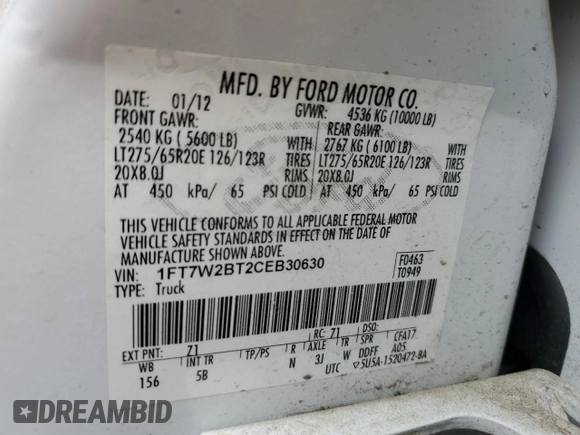 MFD. BY FORD MOTOR CO.
DATE: 01/12 GVWR: 4536 KG (10000 LB)
FRONT GAWR: REAR GAWR:
2540 KG ( 5600 LB) WITH 2767 KG ( 6100 LB) WITH
LT275/65R20E 126/123R TIRES LT275/65R20E 126/123R TIRES
20X8.0J RIMS 20X8.0J RIMS
AT 450 kPa/ 65 PSI COLD AT 450 kPa/ 65 PSI COLD
THIS VEHICLE CONFORMS TO ALL APPLICABLE FEDERAL MOTOR
VEHICLE SAFETY STANDARDS IN EFFECT ON THE DATE OF
MANUFACTURE SHOWN ABOVE.
VIN: 1FT7W2BT2CEB30630 F0463
TYPE: Truck T0949
EXT PNT: Z1 RC: 71 DSO:
WB INT TR TP/PS R AXLE TR SPR CFA17
156 5B N 3J W DDFF A05
UTC 5U5A-1520472-BA
DREAMBID